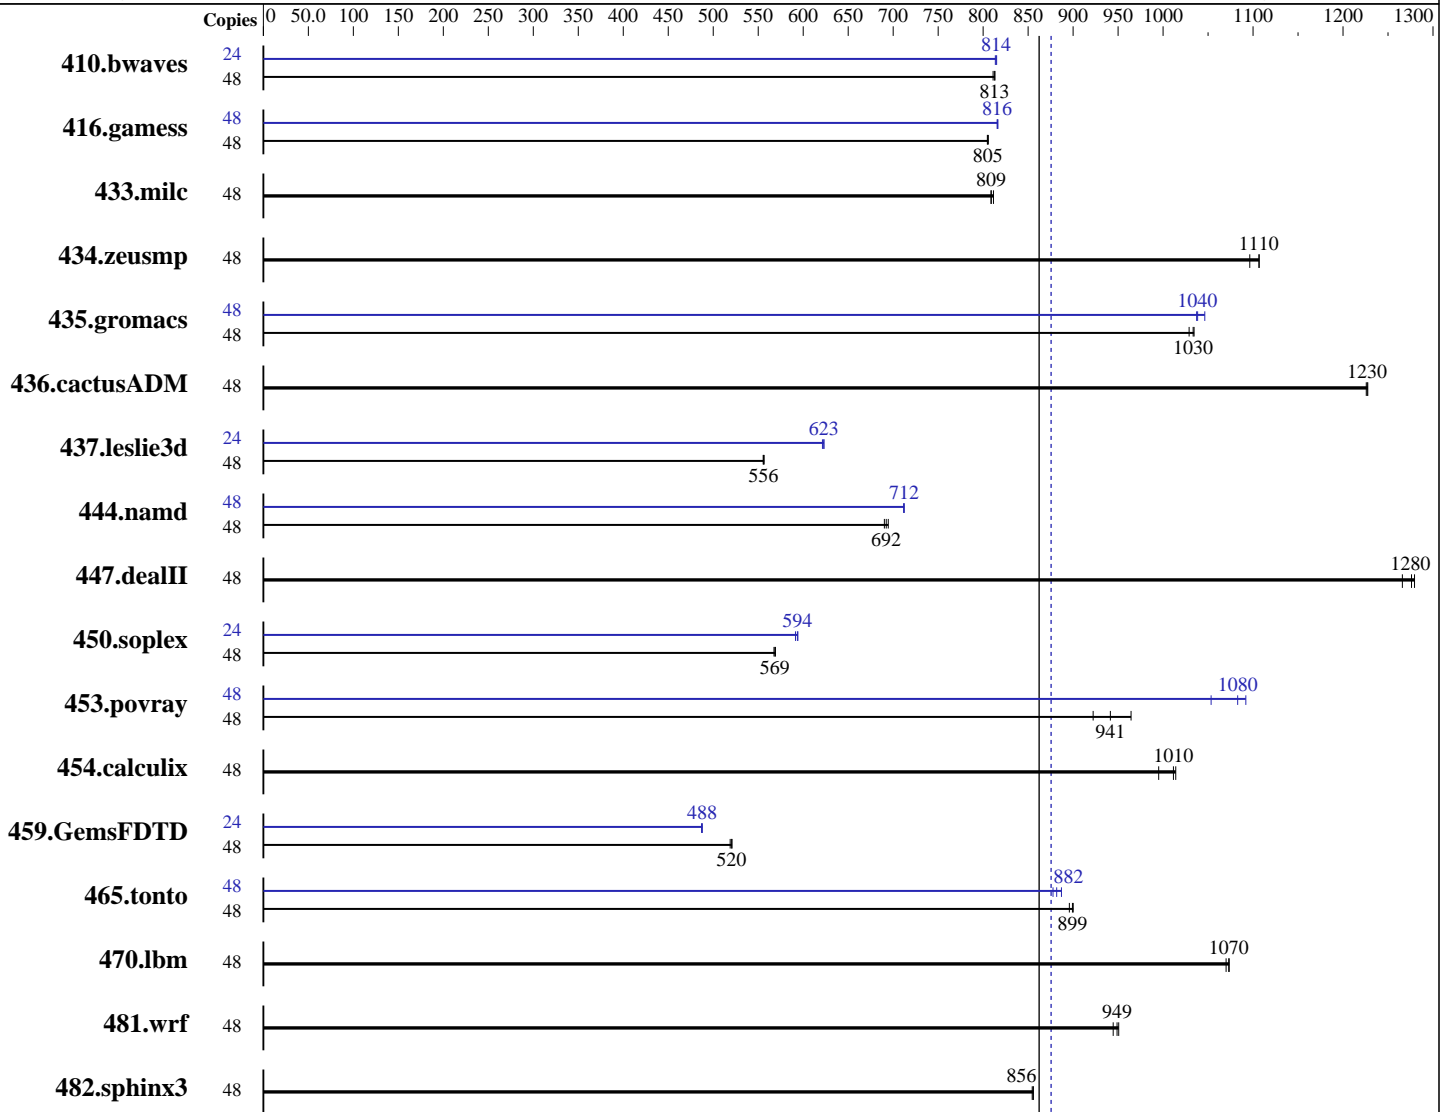 Copies 0 50.0 100 150 200 250 300 350 400 450 500 550 600 650 700 750 800 850 900 950 1000 1100 1200 1300
410.bwaves 24 814
48 813
416.gamess 48 816
48 805
433.milc 48 809
434.zeusmp 48 1110
435.gromacs 48 1040
48 1030
436.cactusADM 48 1230
437.leslie3d 24 623
48 556
444.namd 48 712
48 692
447.dealII 48 1280
450.soplex 24 594
48 569
453.povray 48 1080
48 941
454.calculix 48 1010
459.GemsFDTD 24 488
48 520
465.tonto 48 882
48 899
470.lbm 48 1070
481.wrf 48 949
482.sphinx3 48 856